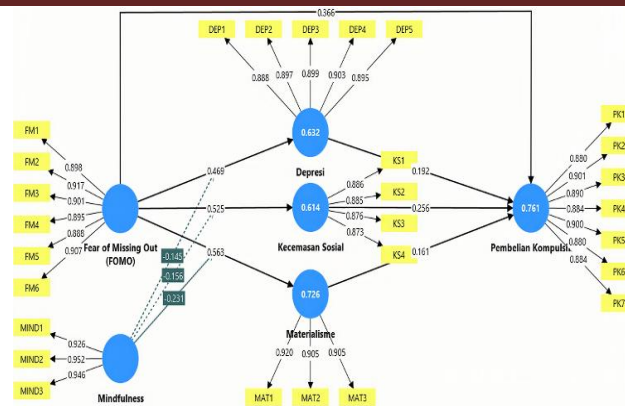 0.366
DEP1 DEP2 DEP3 DEP4 DEP5
0.888 0.897 0.899 0.903 0.895
0.632
Depresi
FM1
FM2
FM3
FM4
FM5
FM6
0.898
0.917
0.901
0.895
0.888
0.907
Fear of Missing Out
(FOMO)
0.469
0.525
0.563
-0.145
-0.156
-0.231
0.614
Kecemasan Sosial
KS1
KS2
KS3
KS4
0.886
0.885
0.876
0.873
0.192
0.256
0.161
0.761
Pembelian Kompulsi
PK1
PK2
PK3
PK4
PK5
PK6
PK7
0.880
0.901
0.890
0.884
0.900
0.880
0.884
0.726
Materialisme
0.920 0.905 0.905
MAT1 MAT2 MAT3
MIND1
MIND2
MIND3
0.926
0.952
0.946
Mindfulness